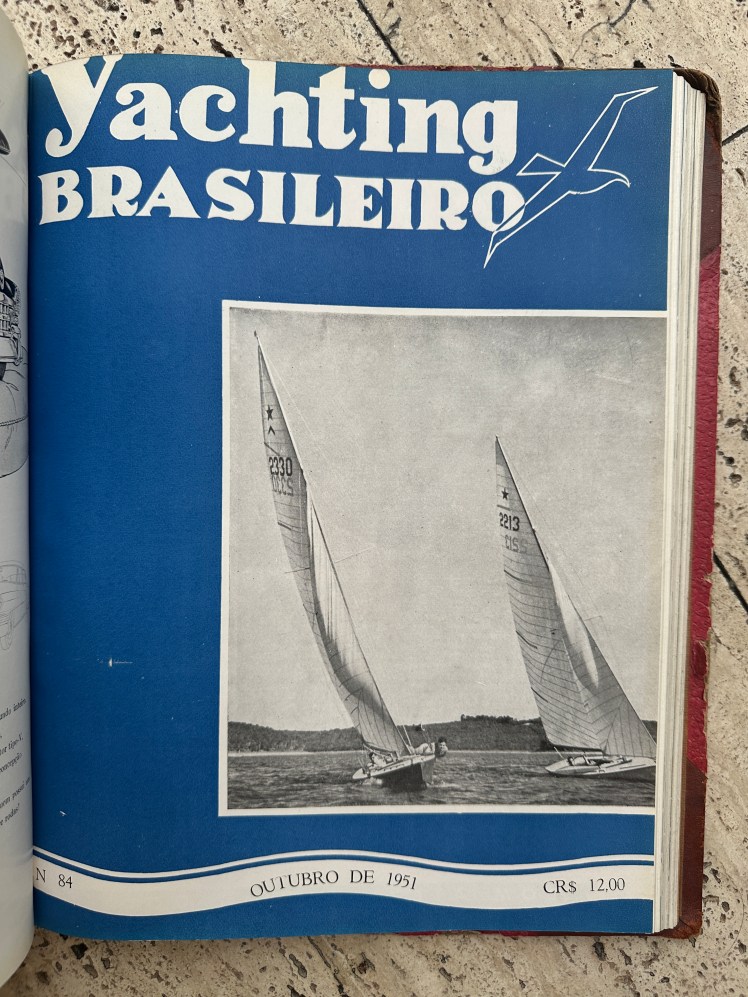 Yachting
BRASILEIRO
2330
2213
N 84
OUTUBRO DE 1951
CR$ 12,00